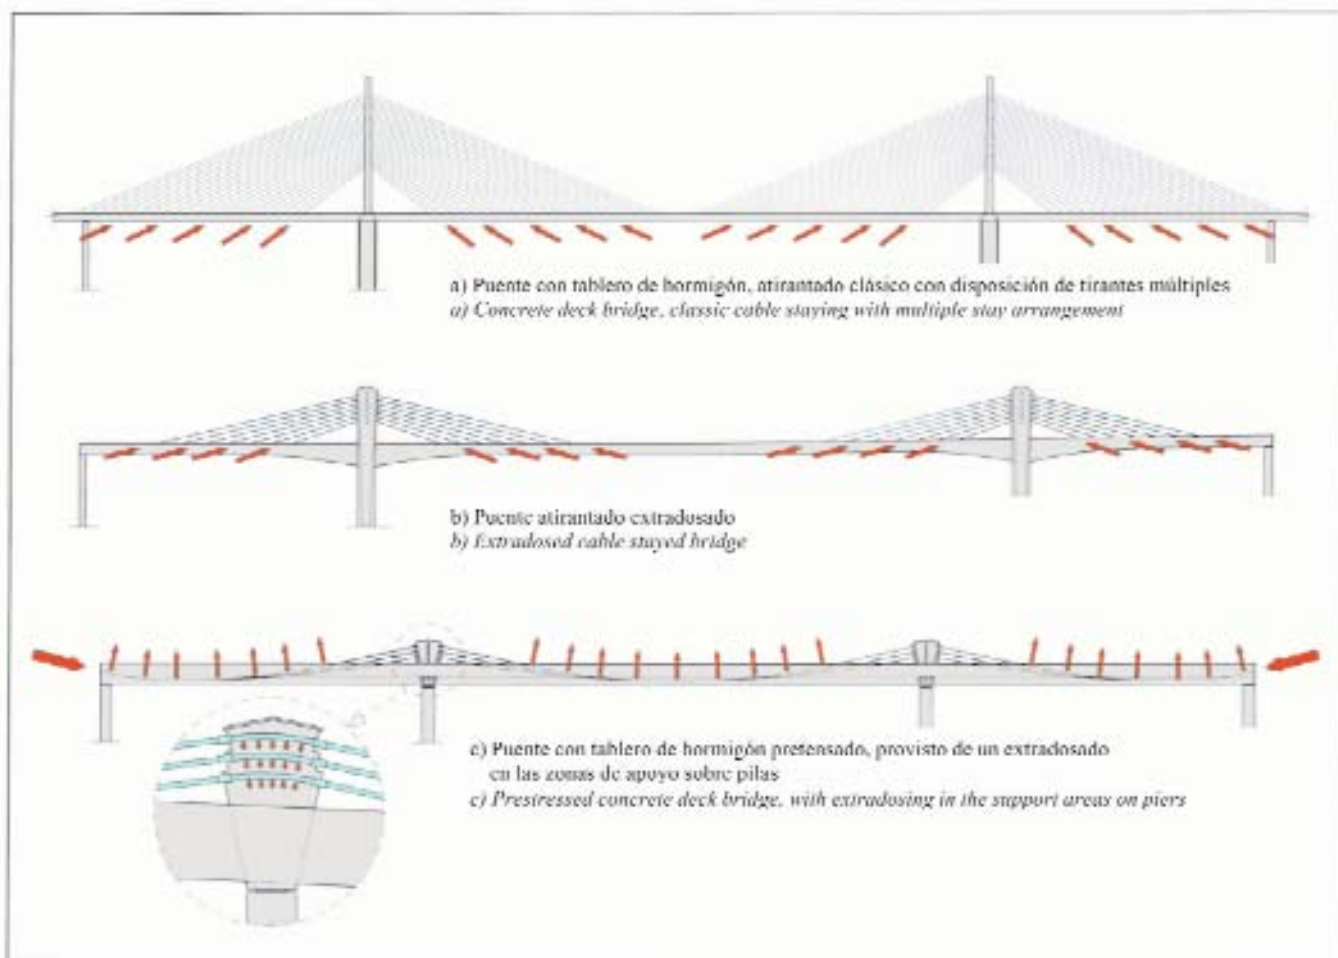 a) Puente con tablero de hormigón, atirantado clásico con disposición de tirantes múltiples
a) Concrete deck bridge, classic cable staying with multiple stay arrangement
b) Puente atirantado extradosado
b) Extradosed cable stayed bridge
c) Puente con tablero de hormigón pretensado, provisto de un extradosado
en las zonas de apoyo sobre pilas
c) Prestressed concrete deck bridge, with extradosing in the support areas on piers